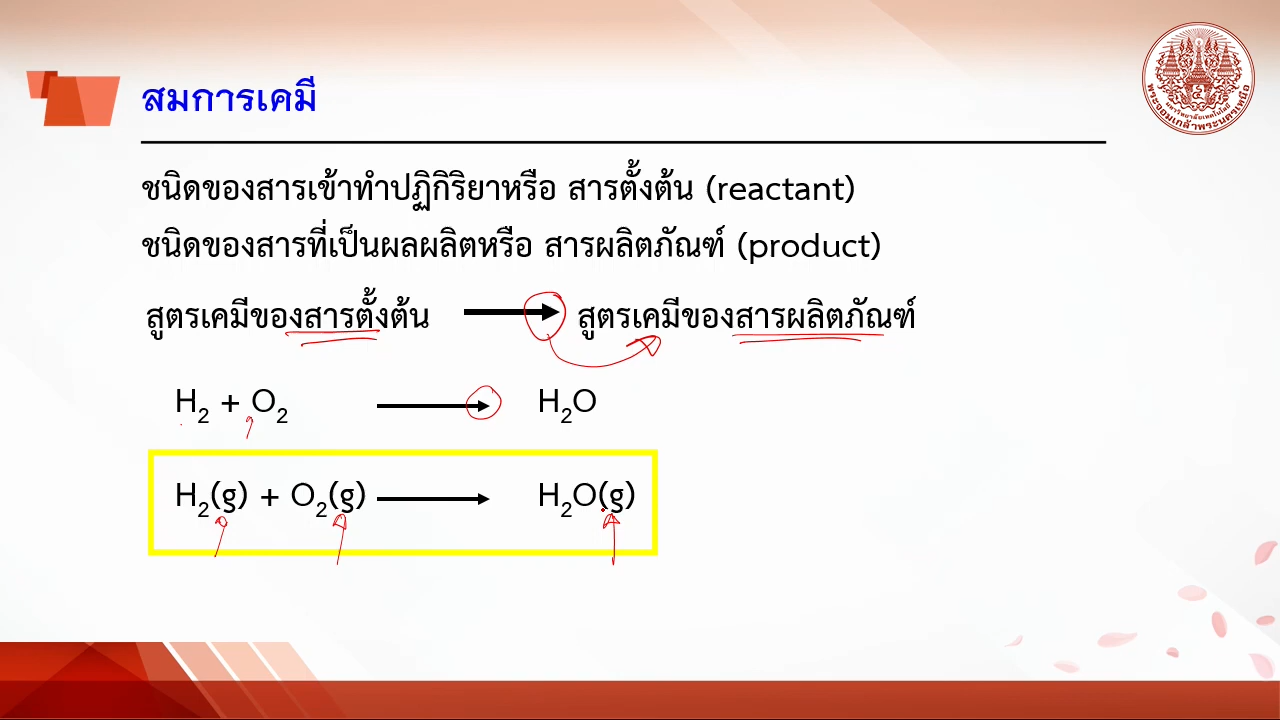 สมการเคมี
ชนิดของสารเข้าทำปฏิกิริยาหรือ สารตั้งต้น (reactant)
ชนิดของสารที่เป็นผลผลิตหรือ สารผลิตภัณฑ์ (product)
สูตรเคมีของสารตั้งต้น → สูตรเคมีของสารผลิตภัณฑ์
H₂ + O₂ → H₂O
H₂(g) + O₂(g) → H₂O(g)